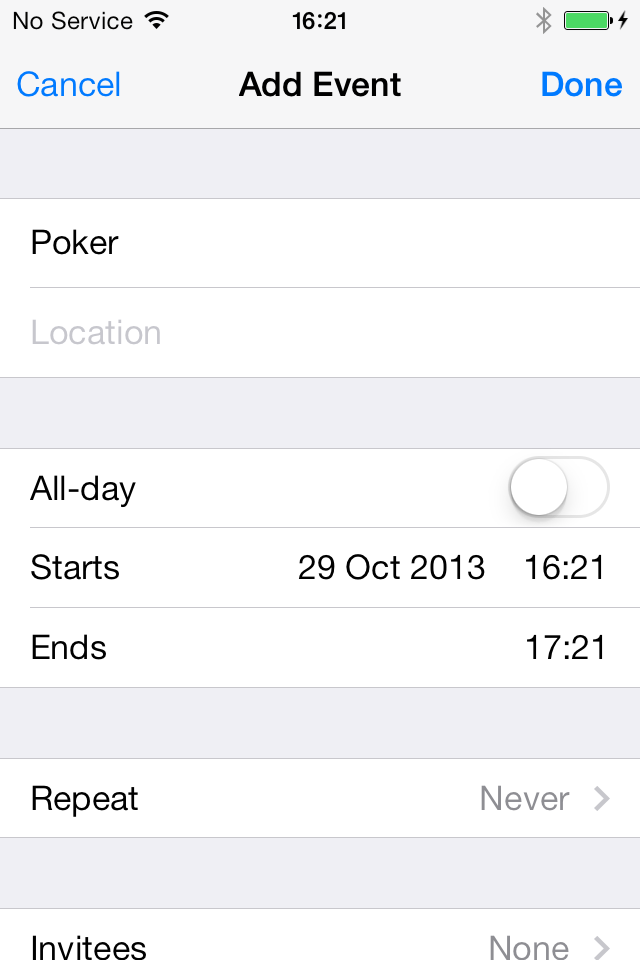 No Service 16:21
Cancel Add Event Done
Poker
Location
All-day
Starts 29 Oct 2013 16:21
Ends 17:21
Repeat Never
Invitees None